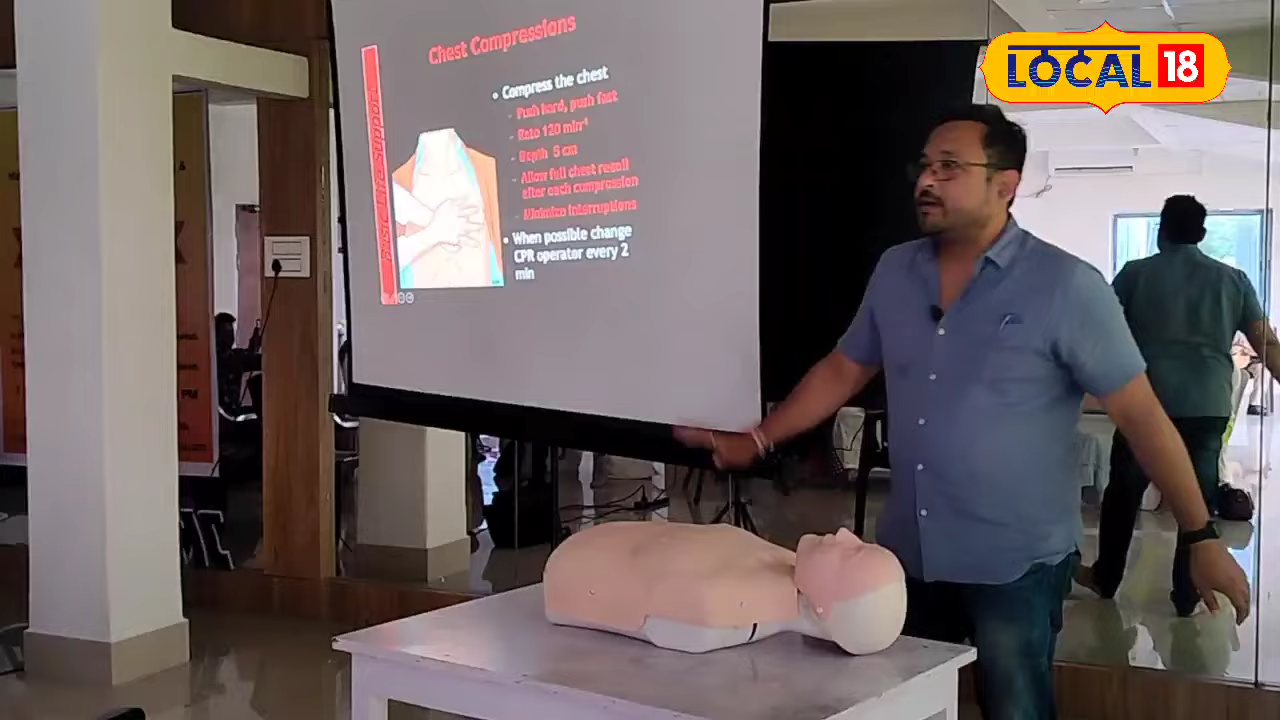 LOCAL 18
Chest Compressions
Basic Life Support
• Compress the chest
- Push hard, push fast
- Rate 120 min⁻¹
- Depth 5 cm
- Allow full chest recoil
after each compression
- Minimize interruptions
• When possible change
CPR operator every 2
min
PM